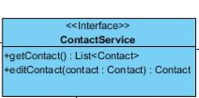 <<Interface>>
ContactService
+getContact() : List<Contact>
+editContact(contact : Contact) : Contact